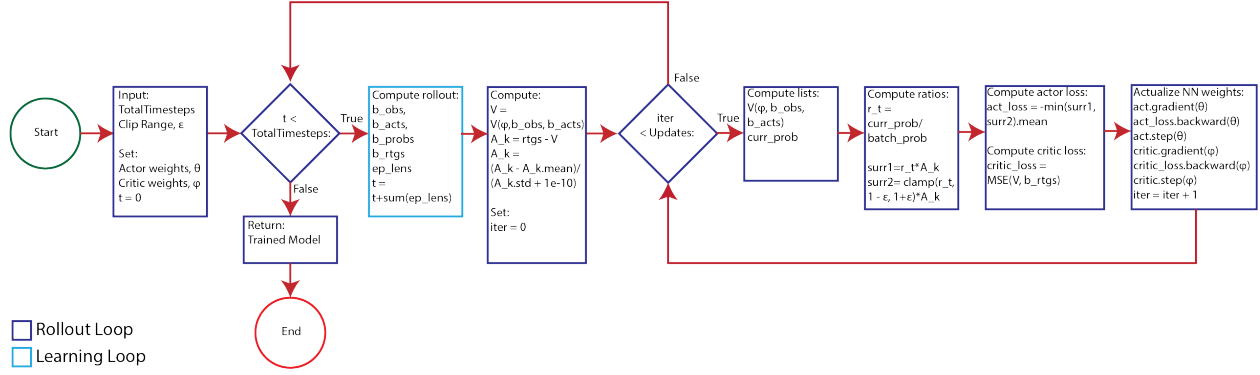 Start
Input:
TotalTimesteps
Clip Range, ε
Set:
Actor weights, θ
Critic weights, φ
t = 0
t <
TotalTimesteps:
True
False
Return:
Trained Model
End
Compute rollout:
b_obs,
b_acts,
b_probs
b_rtgs
ep_lens
t =
t+sum(ep_lens)
Compute:
V =
V(φ,b_obs, b_acts)
A_k = rtgs - V
A_k =
(A_k - A_k.mean)/
(A_k.std + 1e-10)
Set:
iter = 0
iter
< Updates:
False
True
Compute lists:
V(φ, b_obs,
b_acts)
curr_prob
Compute ratios:
r_t =
curr_prob/
batch_prob
surr1=r_t*A_k
surr2= clamp(r_t,
1 - ε, 1+ε)*A_k
Compute actor loss:
act_loss = -min(surr1,
surr2).mean
Compute critic loss:
critic_loss =
MSE(V, b_rtgs)
Actualize NN weights:
act.gradient(θ)
act_loss.backward(θ)
act.step(θ)
critic.gradient(φ)
critic_loss.backward(φ)
critic.step(φ)
iter = iter + 1
Rollout Loop
Learning Loop